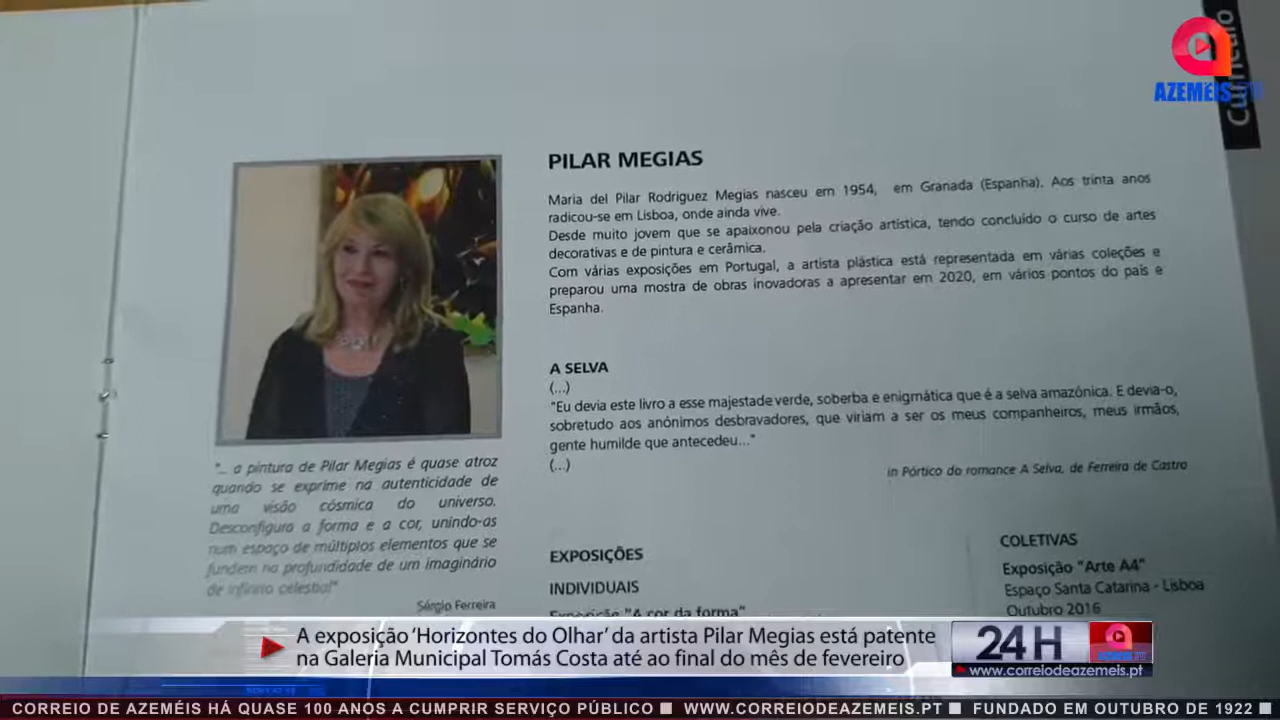 Currículo
AZEMÉIS.PT
PILAR MEGIAS
Maria del Pilar Rodriguez Megias nasceu em 1954, em Granada (Espanha). Aos trinta anos
radicou-se em Lisboa, onde ainda vive.
Desde muito jovem que se apaixonou pela criação artística, tendo concluído o curso de artes
decorativas e de pintura e cerâmica.
Com várias exposições em Portugal, a artista plástica está representada em várias coleções e
preparou uma mostra de obras inovadoras a apresentar em 2020, em vários pontos do país e
Espanha.
A SELVA
(...)
"Eu devia este livro a esse majestade verde, soberba e enigmática que é a selva amazónica. E devia-o,
sobretudo aos anónimos desbravadores, que viriam a ser os meus companheiros, meus irmãos,
gente humilde que antecedeu..."
(...)
in Pórtico do romance A Selva, de Ferreira de Castro
"... a pintura de Pilar Megias é quase atroz
quando se exprime na autenticidade de
uma visão cósmica do universo.
Desconfigura a forma e a cor, unindo-as
num espaço de múltiplos elementos que se
fundem na profundidade de um imaginário
de infinito celestial"
Sérgio Ferreira
EXPOSIÇÕES
INDIVIDUAIS
Exposição "A cor da forma"
COLETIVAS
Exposição "Arte A4"
Espaço Santa Catarina - Lisboa
Outubro 2016
A exposição 'Horizontes do Olhar' da artista Pilar Megias está patente
na Galeria Municipal Tomás Costa até ao final do mês de fevereiro
24H
www.correiodeazemeis.pt
CORREIO DE AZEMÉIS HÁ QUASE 100 ANOS A CUMPRIR SERVIÇO PÚBLICO ■ WWW.CORREIODEAZEMEIS.PT ■ FUNDADO EM OUTUBRO DE 1922 ■